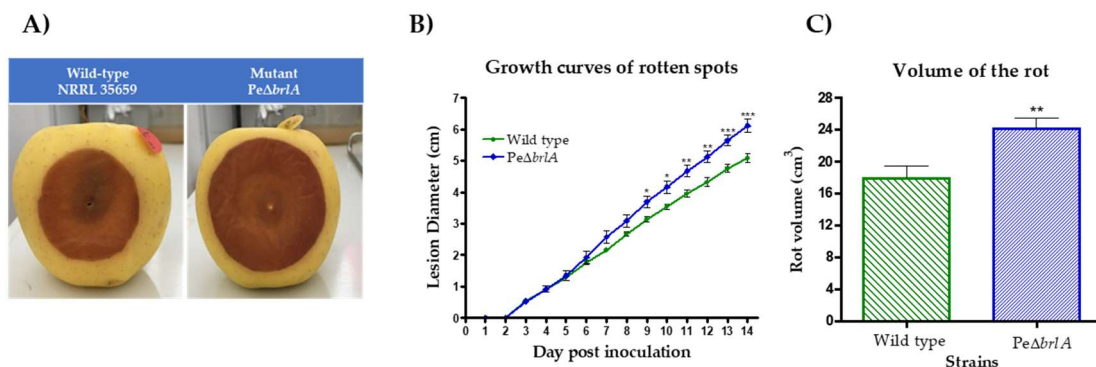 A)
Wild-type
NRRL 35659
Mutant
PeΔbrlA
B)
Growth curves of rotten spots
Lesion Diameter (cm)
7
6
5
4
3
2
1
0
Wild type
PeΔbrlA
*
*
**
**
***
***
0 1 2 3 4 5 6 7 8 9 10 11 12 13 14
Day post inoculation
C)
Volume of the rot
Rot volume (cm³)
28
24
20
16
12
8
4
0
**
Wild type
PeΔbrlA
Strains